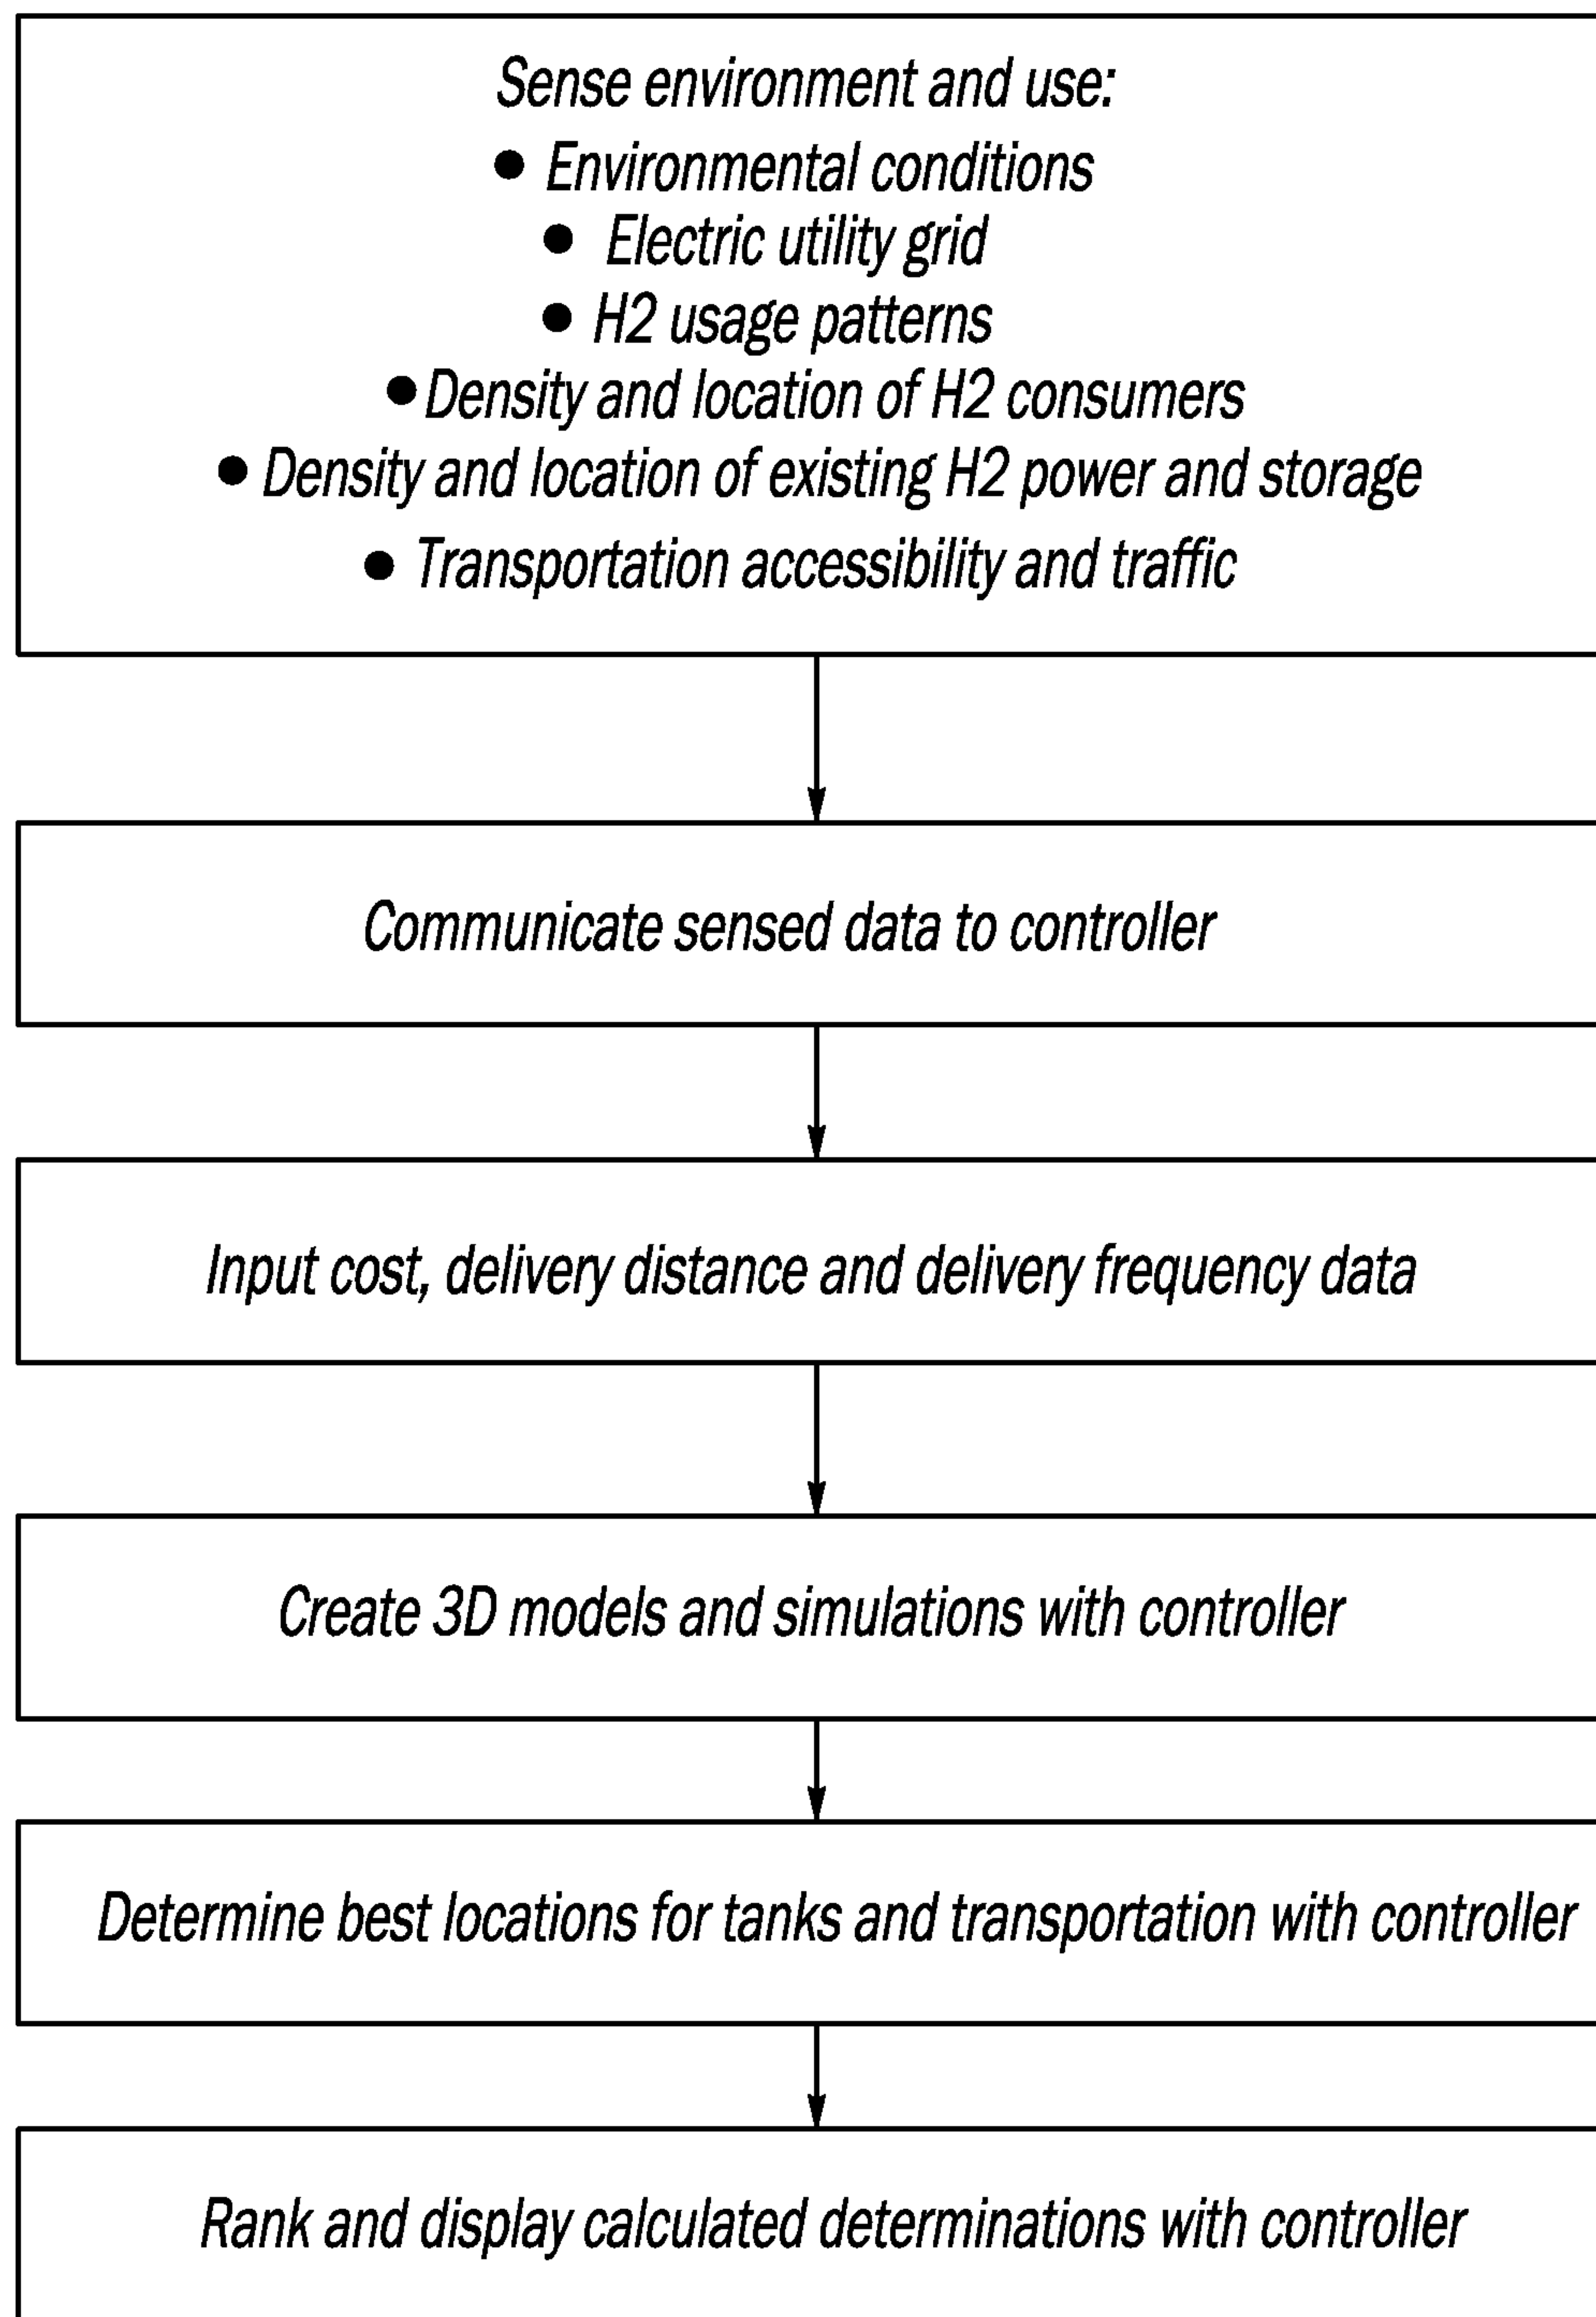 Sense environment and use:
● Environmental conditions
● Electric utility grid
● H2 usage patterns
● Density and location of H2 consumers
● Density and location of existing H2 power and storage
● Transportation accessibility and traffic
Communicate sensed data to controller
Input cost, delivery distance and delivery frequency data
Create 3D models and simulations with controller
Determine best locations for tanks and transportation with controller
Rank and display calculated determinations with controller